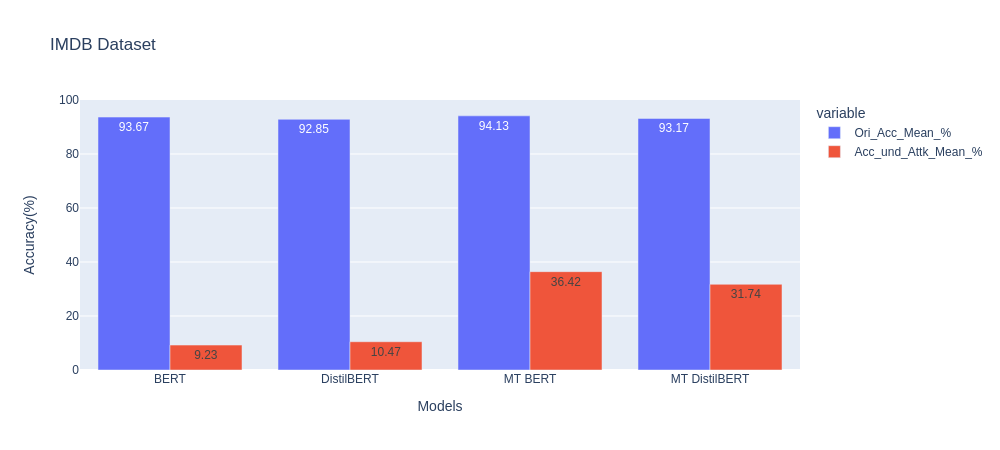 IMDB Dataset
variable
Ori_Acc_Mean_%
Acc_und_Attk_Mean_%
Accuracy(%)
100
80
60
40
20
0
93.67
9.23
92.85
10.47
94.13
36.42
93.17
31.74
BERT
DistilBERT
MT BERT
MT DistilBERT
Models